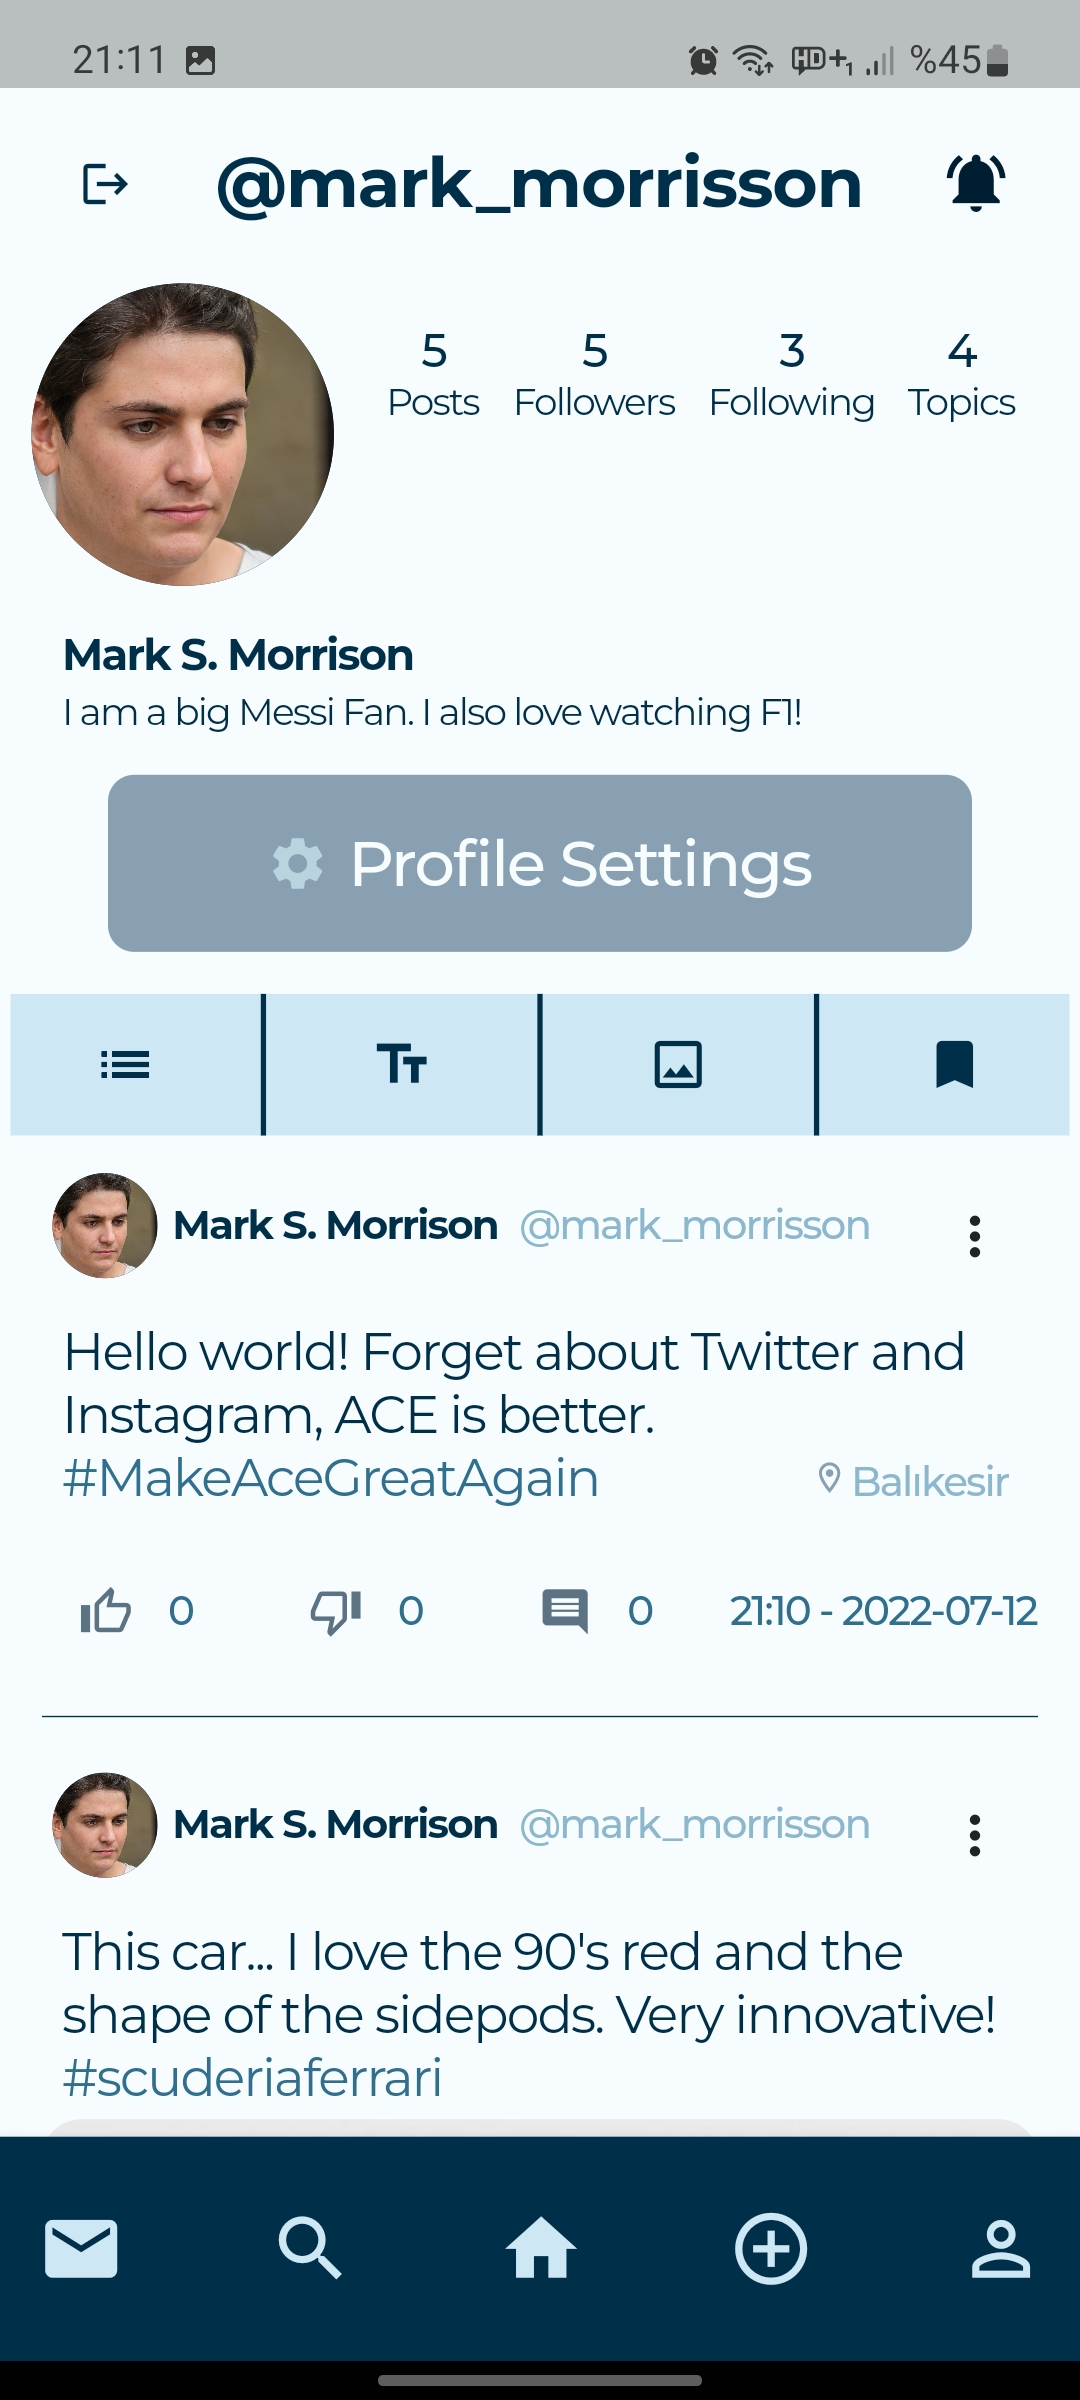 21:11
HD+1 %45
@mark_morrisson
5 5 3 4
Posts Followers Following Topics
Mark S. Morrison
I am a big Messi Fan. I also love watching F1!
Profile Settings
Mark S. Morrison @mark_morrisson
Hello world! Forget about Twitter and
Instagram, ACE is better.
#MakeAceGreatAgain Balıkesir
0 0 0 21:10 - 2022-07-12
Mark S. Morrison @mark_morrisson
This car... I love the 90's red and the
shape of the sidepods. Very innovative!
#scuderiaferrari